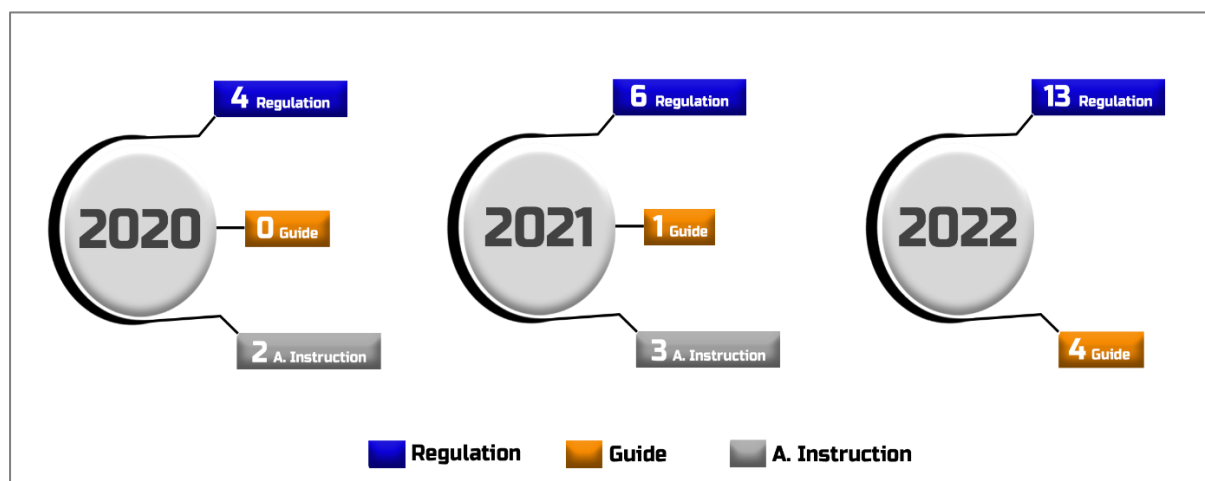 4 Regulation
6 Regulation
13 Regulation
2020
0 Guide
2021
1 Guide
2022
2 A. Instruction
3 A. Instruction
4 Guide
Regulation
Guide
A. Instruction